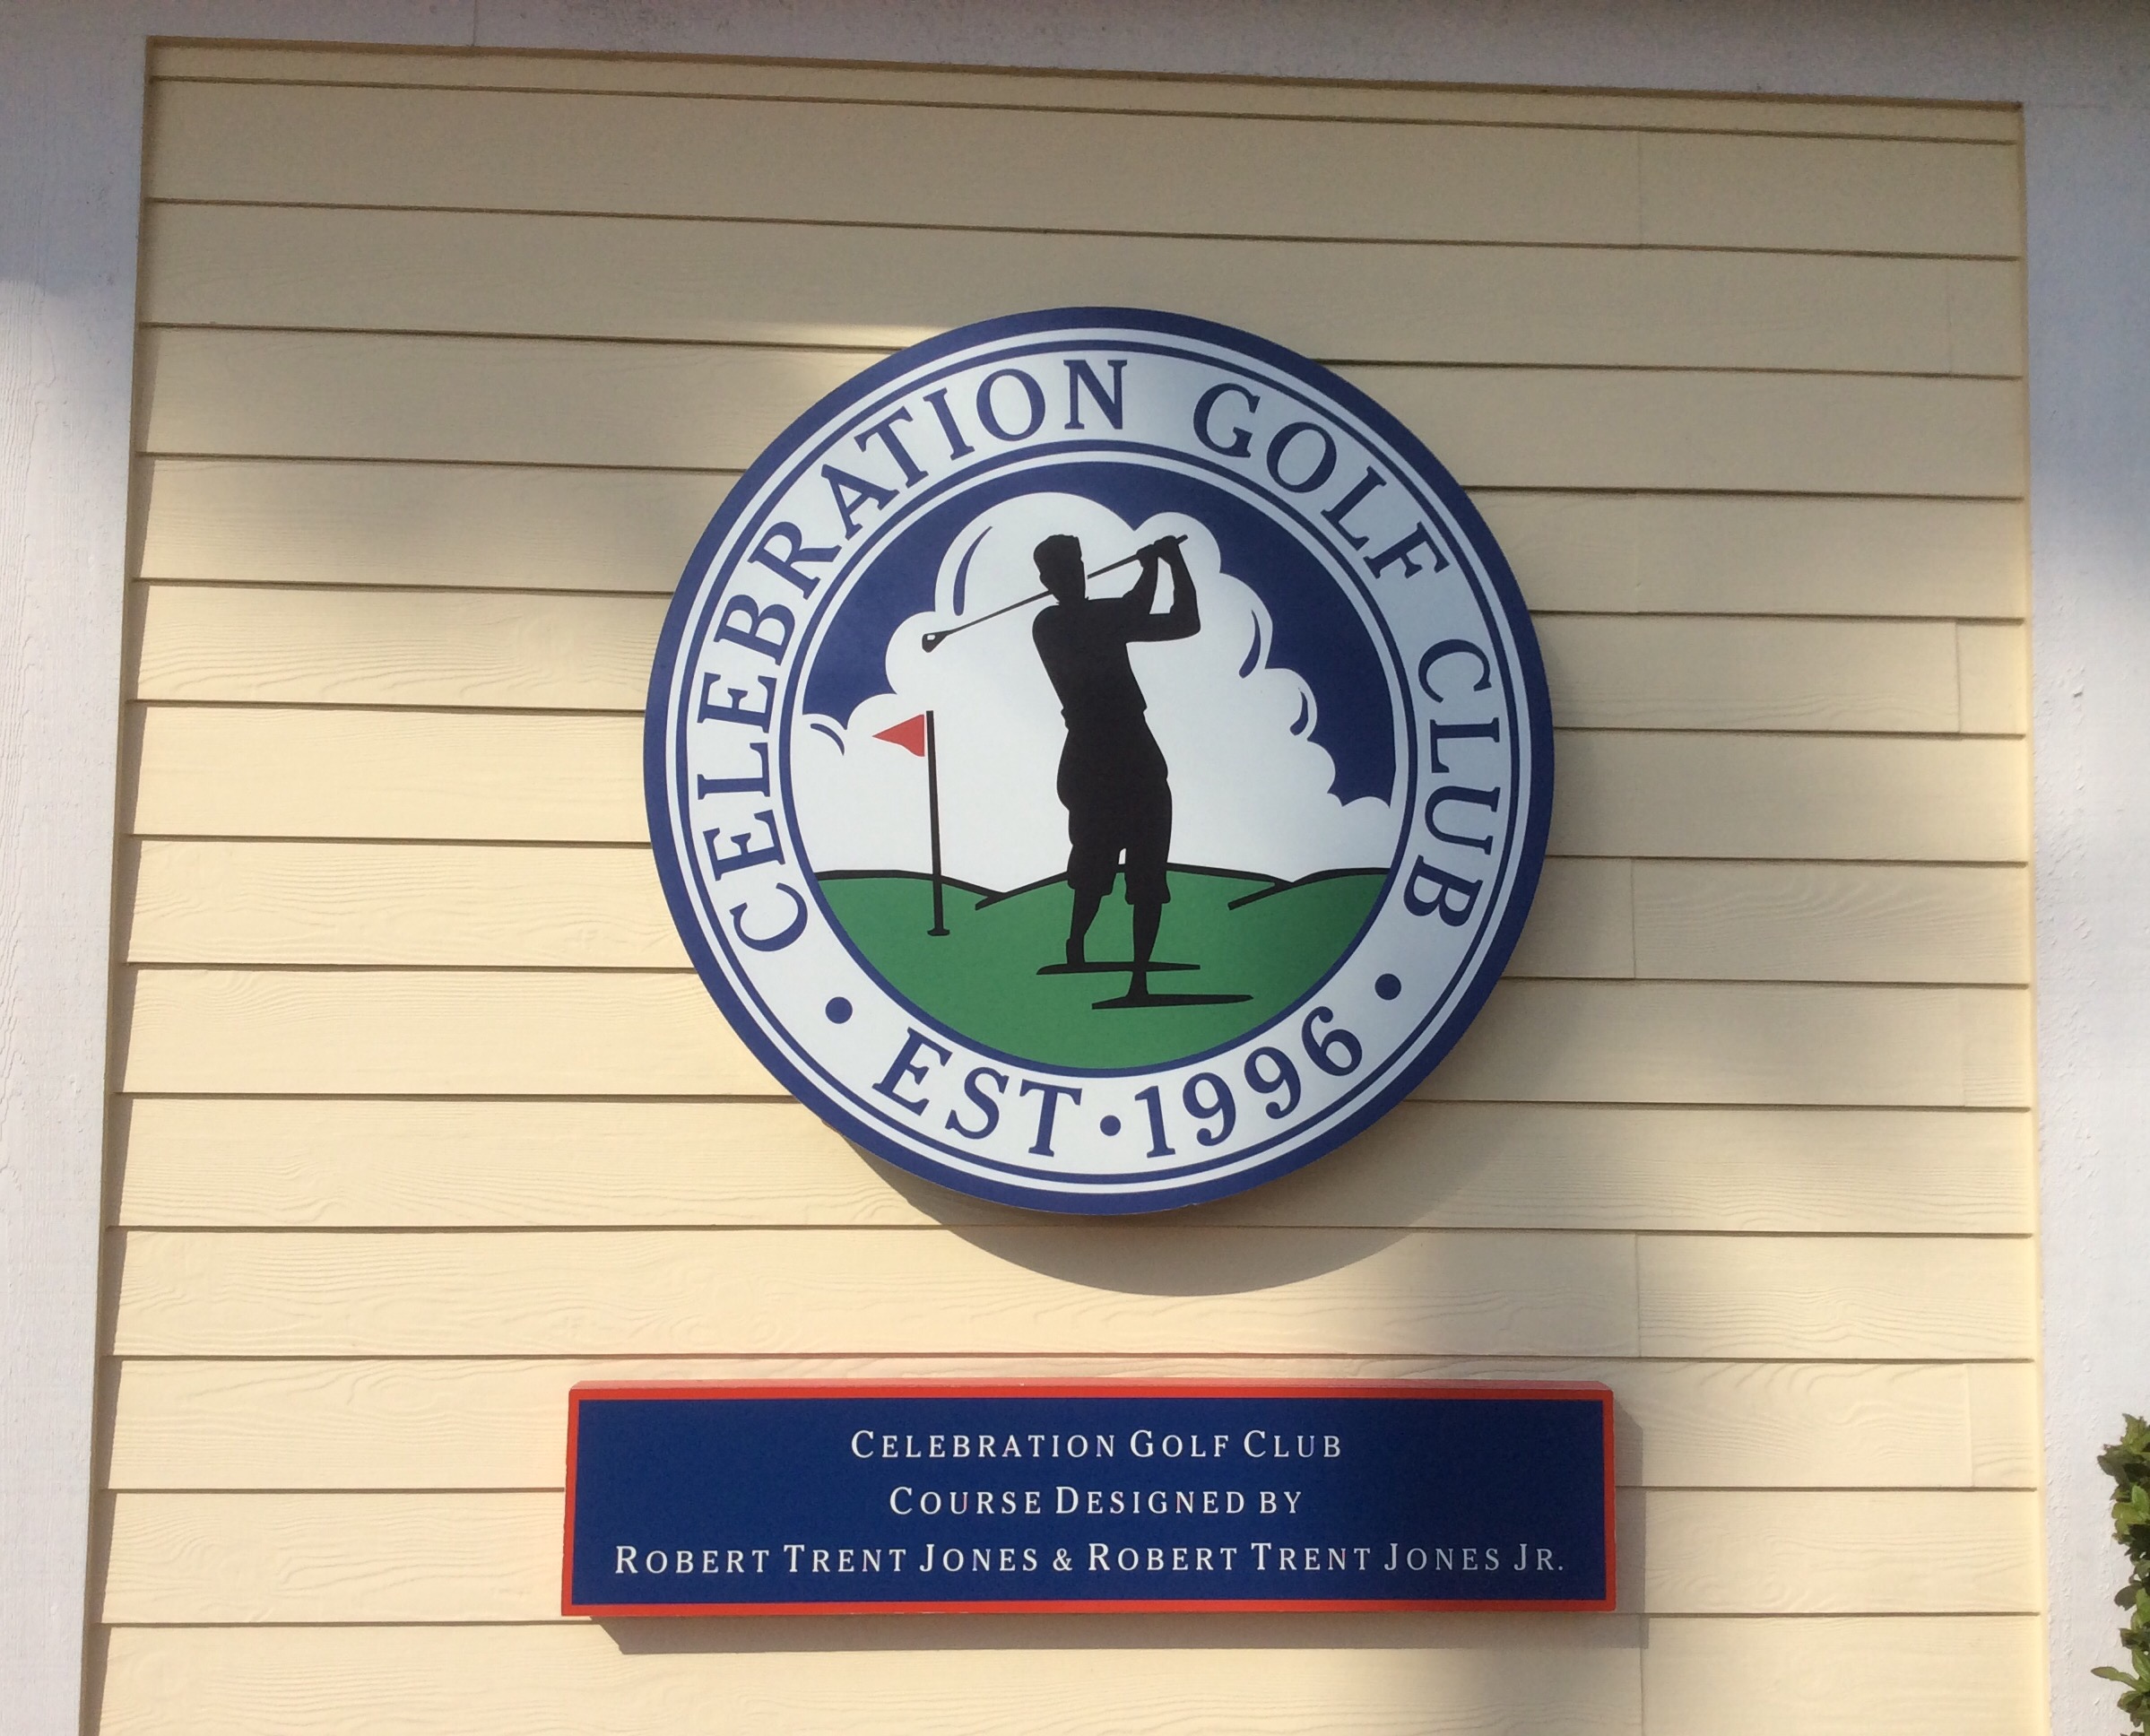 CELEBRATION GOLF CLUB
• EST•1996 •
CELEBRATION GOLF CLUB
COURSE DESIGNED BY
ROBERT TRENT JONES & ROBERT TRENT JONES JR.